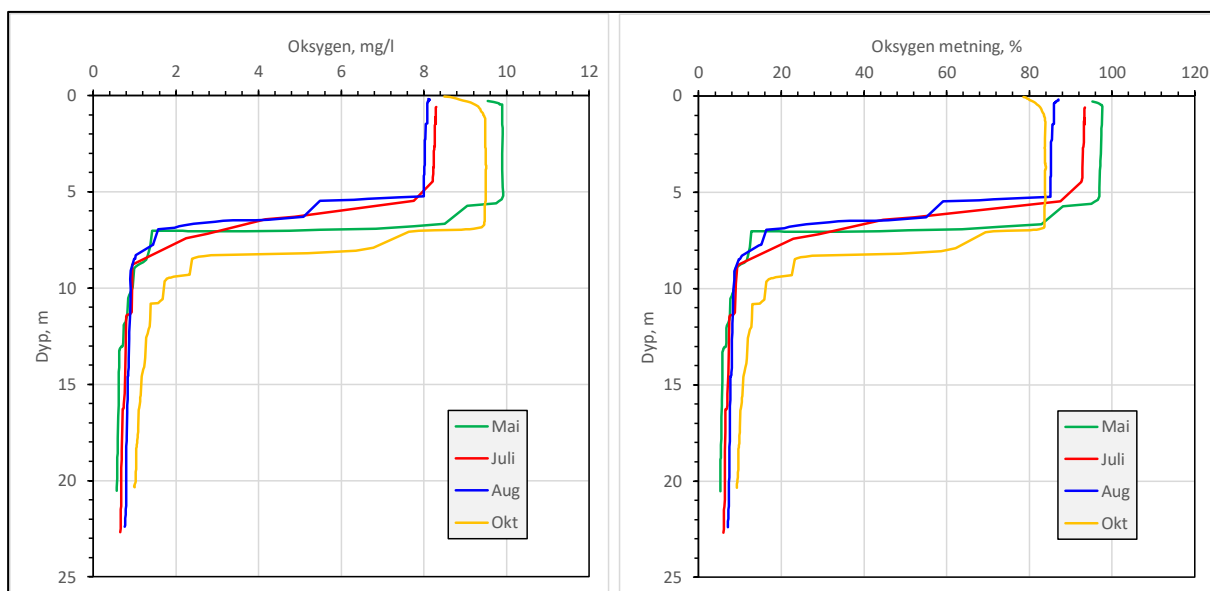 Oksygen, mg/l
0 2 4 6 8 10 12
0
5
10
15
20
25
Dyp, m
Mai
Juli
Aug
Okt
Oksygen metning, %
0 20 40 60 80 100 120
0
5
10
15
20
25
Dyp, m
Mai
Juli
Aug
Okt